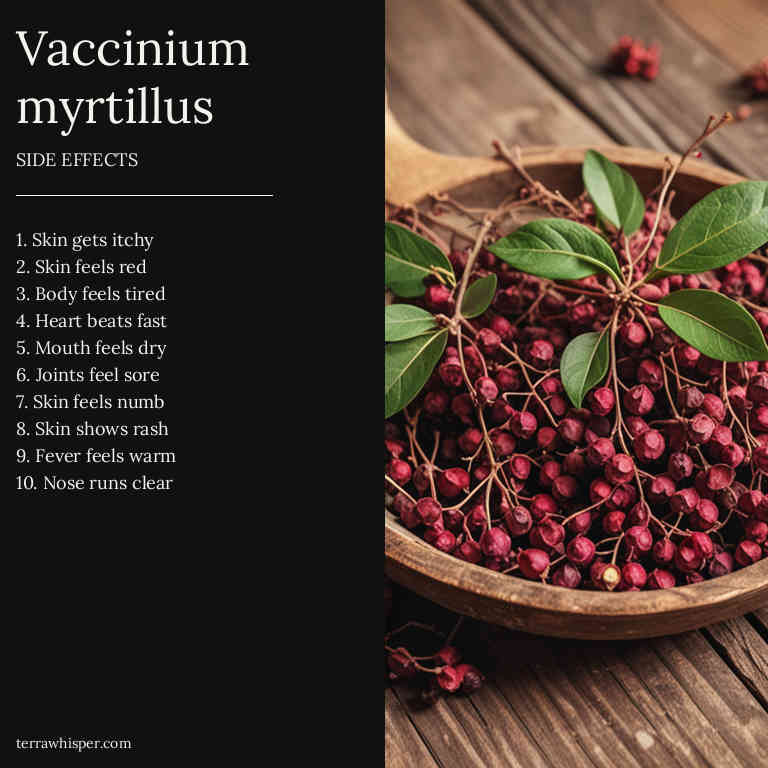 Vaccinium
myrtillus
SIDE EFFECTS
1. Skin gets itchy
2. Skin feels red
3. Body feels tired
4. Heart beats fast
5. Mouth feels dry
6. Joints feel sore
7. Skin feels numb
8. Skin shows rash
9. Fever feels warm
10. Nose runs clear
terrawhisper.com